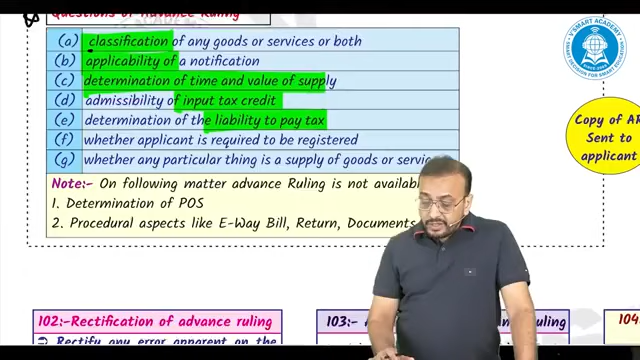 Questions of Advance Ruling
(a) classification of any goods or services or both
(b) applicability of a notification
(c) determination of time and value of supply
(d) admissibility of input tax credit
(e) determination of the liability to pay tax
(f) whether applicant is required to be registered
(g) whether any particular thing is a supply of goods or servic
Note:- On following matter advance Ruling is not availa
1. Determination of POS
2. Procedural aspects like E-Way Bill, Return, Documents
V'SMART ACADEMY
Copy of AR
Sent to
applicant
102:-Rectification of advance ruling
Rectify any error apparent on the
103:- A
Ruling
104: